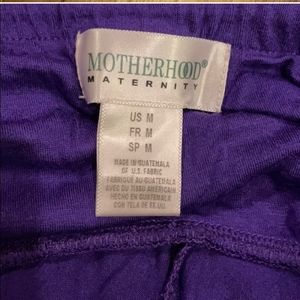 MOTHERHOOD®
MATERNITY
US M
FR M
SP M
MADE IN GUATEMALA
OF U.S. FABRIC
FABRIQUÉ AU GUATEMALA
AVEC DU TISSU AMERICAIN
HECHO EN GUATEMALA
CON TELA DE EE.UU.